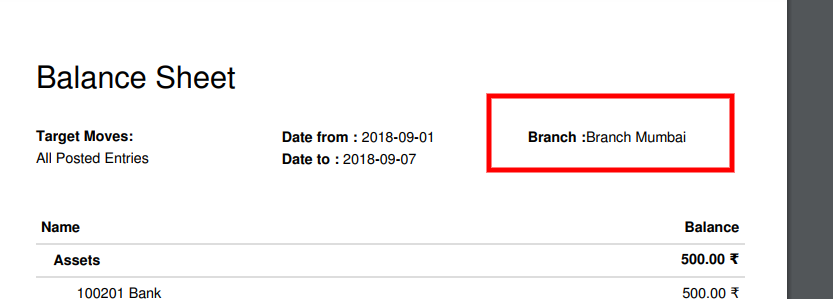 Balance Sheet
Target Moves:
All Posted Entries
Date from : 2018-09-01
Date to : 2018-09-07
Branch :Branch Mumbai
Name Balance
Assets 500.00 ₹
100201 Bank 500.00 ₹